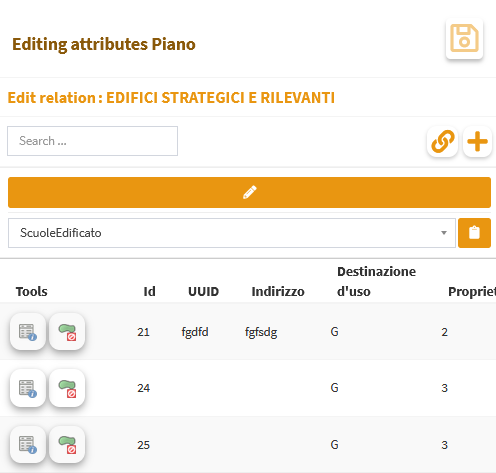 Editing attributes Piano
Edit relation : EDIFICI STRATEGICI E RILEVANTI
Search ...
ScuoleEdificato
Tools Id UUID Indirizzo Destinazione d'uso Propriet
21 fgdfd fgfsdg G 2
24 G 3
25 G 3